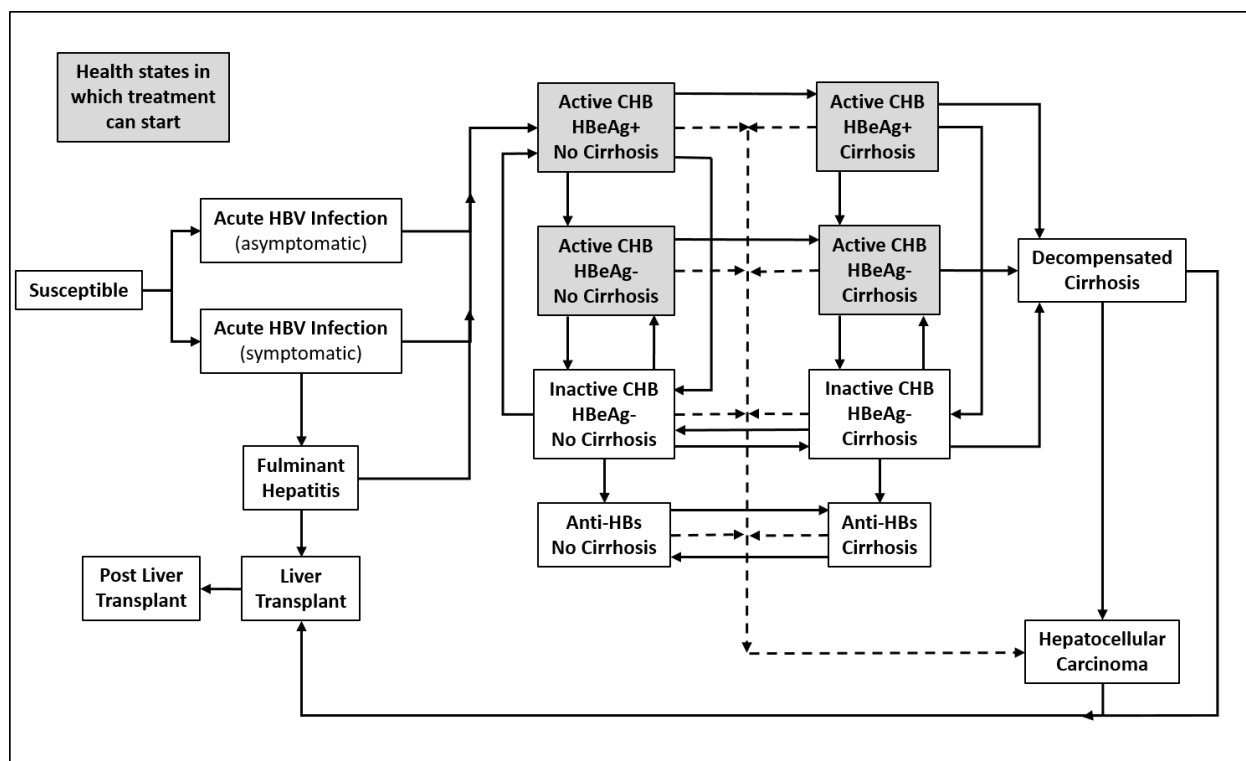 Health states in
which treatment
can start
Active CHB
HBeAg+
No Cirrhosis
Active CHB
HBeAg+
Cirrhosis
Acute HBV Infection
(asymptomatic)
Active CHB
HBeAg-
No Cirrhosis
Active CHB
HBeAg-
Cirrhosis
Decompensated
Cirrhosis
Susceptible
Acute HBV Infection
(symptomatic)
Inactive CHB
HBeAg-
No Cirrhosis
Inactive CHB
HBeAg-
Cirrhosis
Fulminant
Hepatitis
Anti-HBs
No Cirrhosis
Anti-HBs
Cirrhosis
Post Liver
Transplant
Liver
Transplant
Hepatocellular
Carcinoma